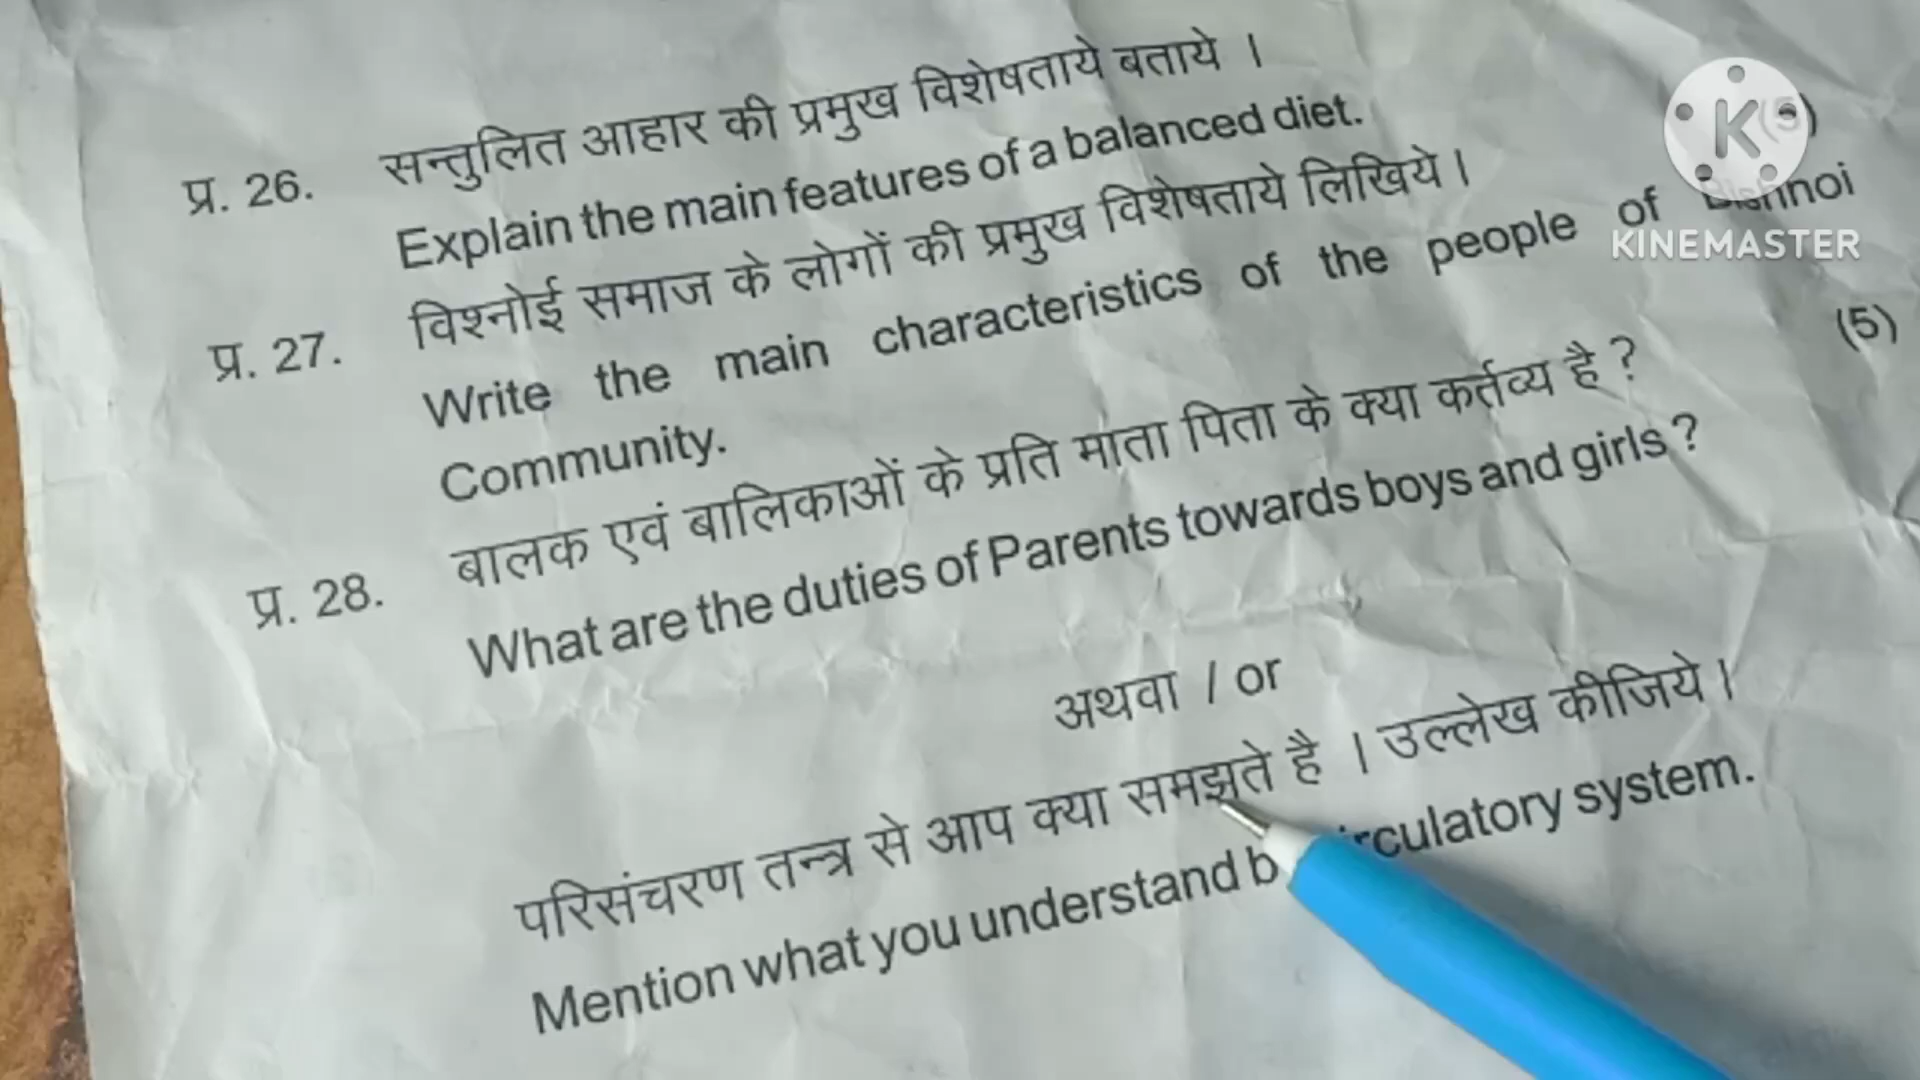 प्र. 26. सन्तुलित आहार की प्रमुख विशेषताये बताये ।
Explain the main features of a balanced diet.
प्र. 27. विश्नोई समाज के लोगों की प्रमुख विशेषताये लिखिये ।
Write the main characteristics of the people of
Community.
(5)
प्र. 28. बालक एवं बालिकाओं के प्रति माता पिता के क्या कर्तव्य है ?
What are the duties of Parents towards boys and girls ?
अथवा / or
परिसंचरण तन्त्र से आप क्या समझते है । उल्लेख कीजिये ।
Mention what you understand system.
K
KINEMASTER